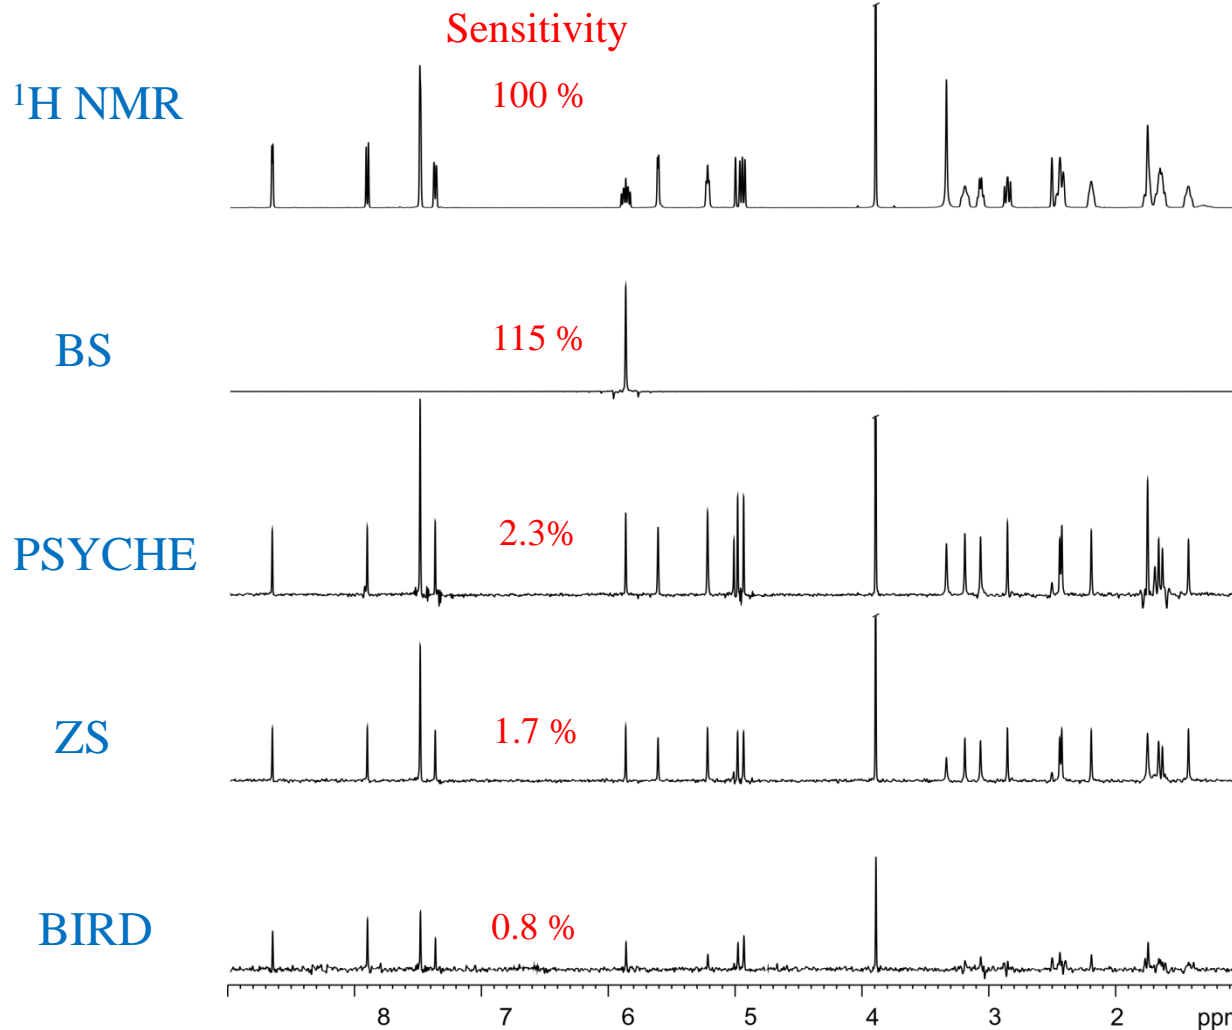 Sensitivity
¹H NMR
100 %
BS
115 %
PSYCHE
2.3%
ZS
1.7 %
BIRD
0.8 %
8 7 6 5 4 3 2 ppm